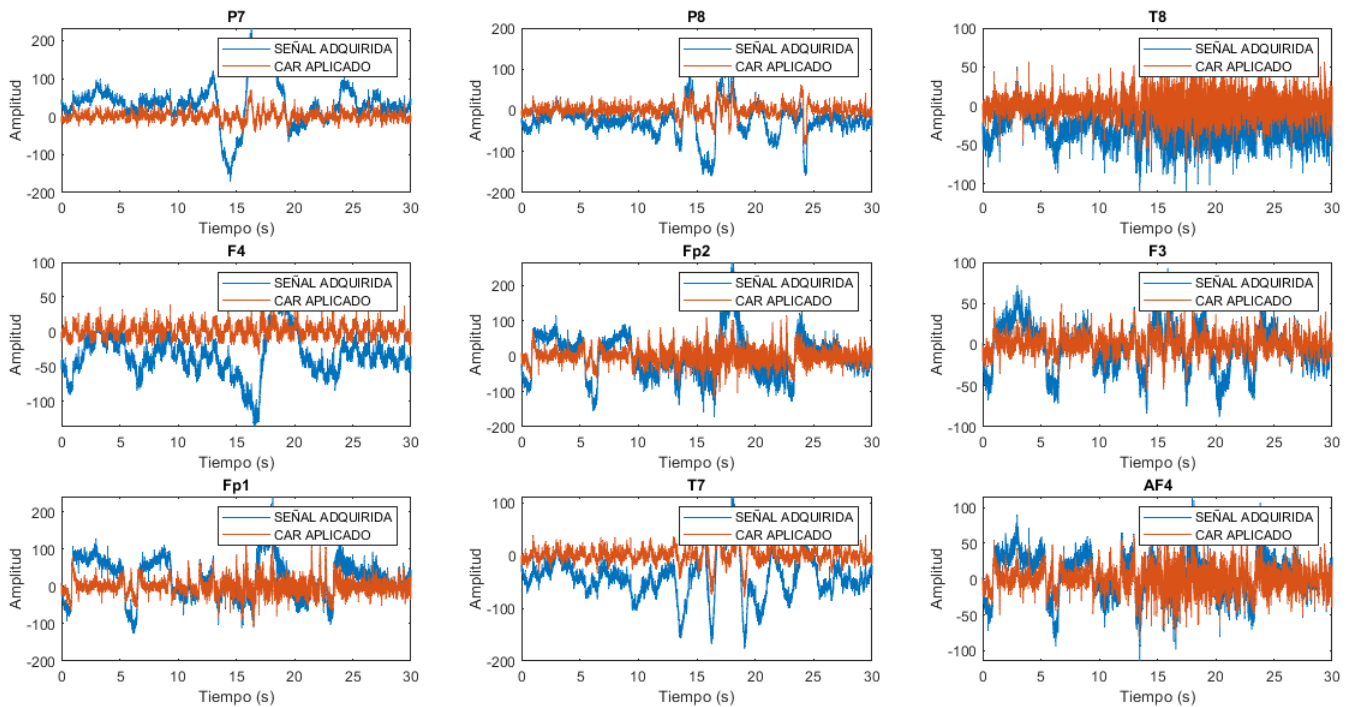 P7
200
100
0
-100
-200
Amplitud
SEÑAL ADQUIRIDA
CAR APLICADO
0 5 10 15 20 25 30
Tiempo (s)
P8
200
100
0
-100
-200
Amplitud
SEÑAL ADQUIRIDA
CAR APLICADO
0 5 10 15 20 25 30
Tiempo (s)
T8
100
50
0
-50
-100
Amplitud
SEÑAL ADQUIRIDA
CAR APLICADO
0 5 10 15 20 25 30
Tiempo (s)
F4
100
50
0
-50
-100
Amplitud
SEÑAL ADQUIRIDA
CAR APLICADO
0 5 10 15 20 25 30
Tiempo (s)
Fp2
200
100
0
-100
-200
Amplitud
SEÑAL ADQUIRIDA
CAR APLICADO
0 5 10 15 20 25 30
Tiempo (s)
F3
100
50
0
-50
-100
Amplitud
SEÑAL ADQUIRIDA
CAR APLICADO
0 5 10 15 20 25 30
Tiempo (s)
Fp1
200
100
0
-100
-200
Amplitud
SEÑAL ADQUIRIDA
CAR APLICADO
0 5 10 15 20 25 30
Tiempo (s)
T7
100
0
-100
-200
Amplitud
SEÑAL ADQUIRIDA
CAR APLICADO
0 5 10 15 20 25 30
Tiempo (s)
AF4
100
50
0
-50
-100
Amplitud
SEÑAL ADQUIRIDA
CAR APLICADO
0 5 10 15 20 25 30
Tiempo (s)